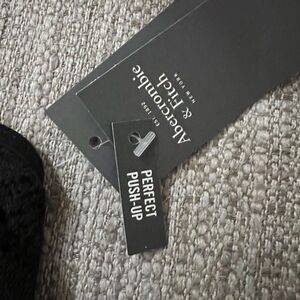 Abercrombie
& Fitch
EST. 1892
NEW YORK
PERFECT
PUSH-UP